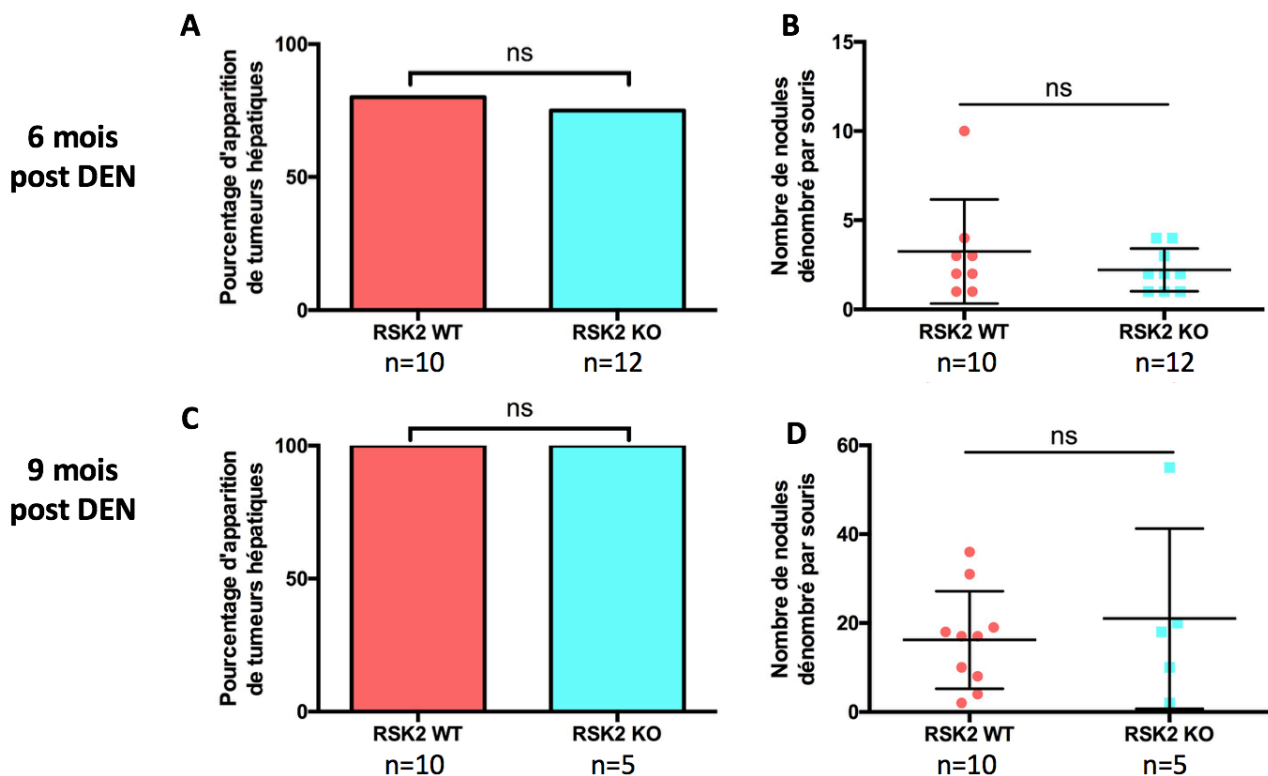 6 mois
post DEN
A
Pourcentage d'apparition
de tumeurs hépatiques
100
50
0
ns
RSK2 WT
RSK2 KO
n=10
n=12
B
Nombre de nodules
dénombré par souris
15
10
5
0
ns
RSK2 WT
RSK2 KO
n=10
n=12
9 mois
post DEN
C
Pourcentage d'apparition
de tumeurs hépatiques
100
50
0
ns
RSK2 WT
RSK2 KO
n=10
n=5
D
Nombre de nodules
dénombré par souris
60
40
20
0
ns
RSK2 WT
RSK2 KO
n=10
n=5